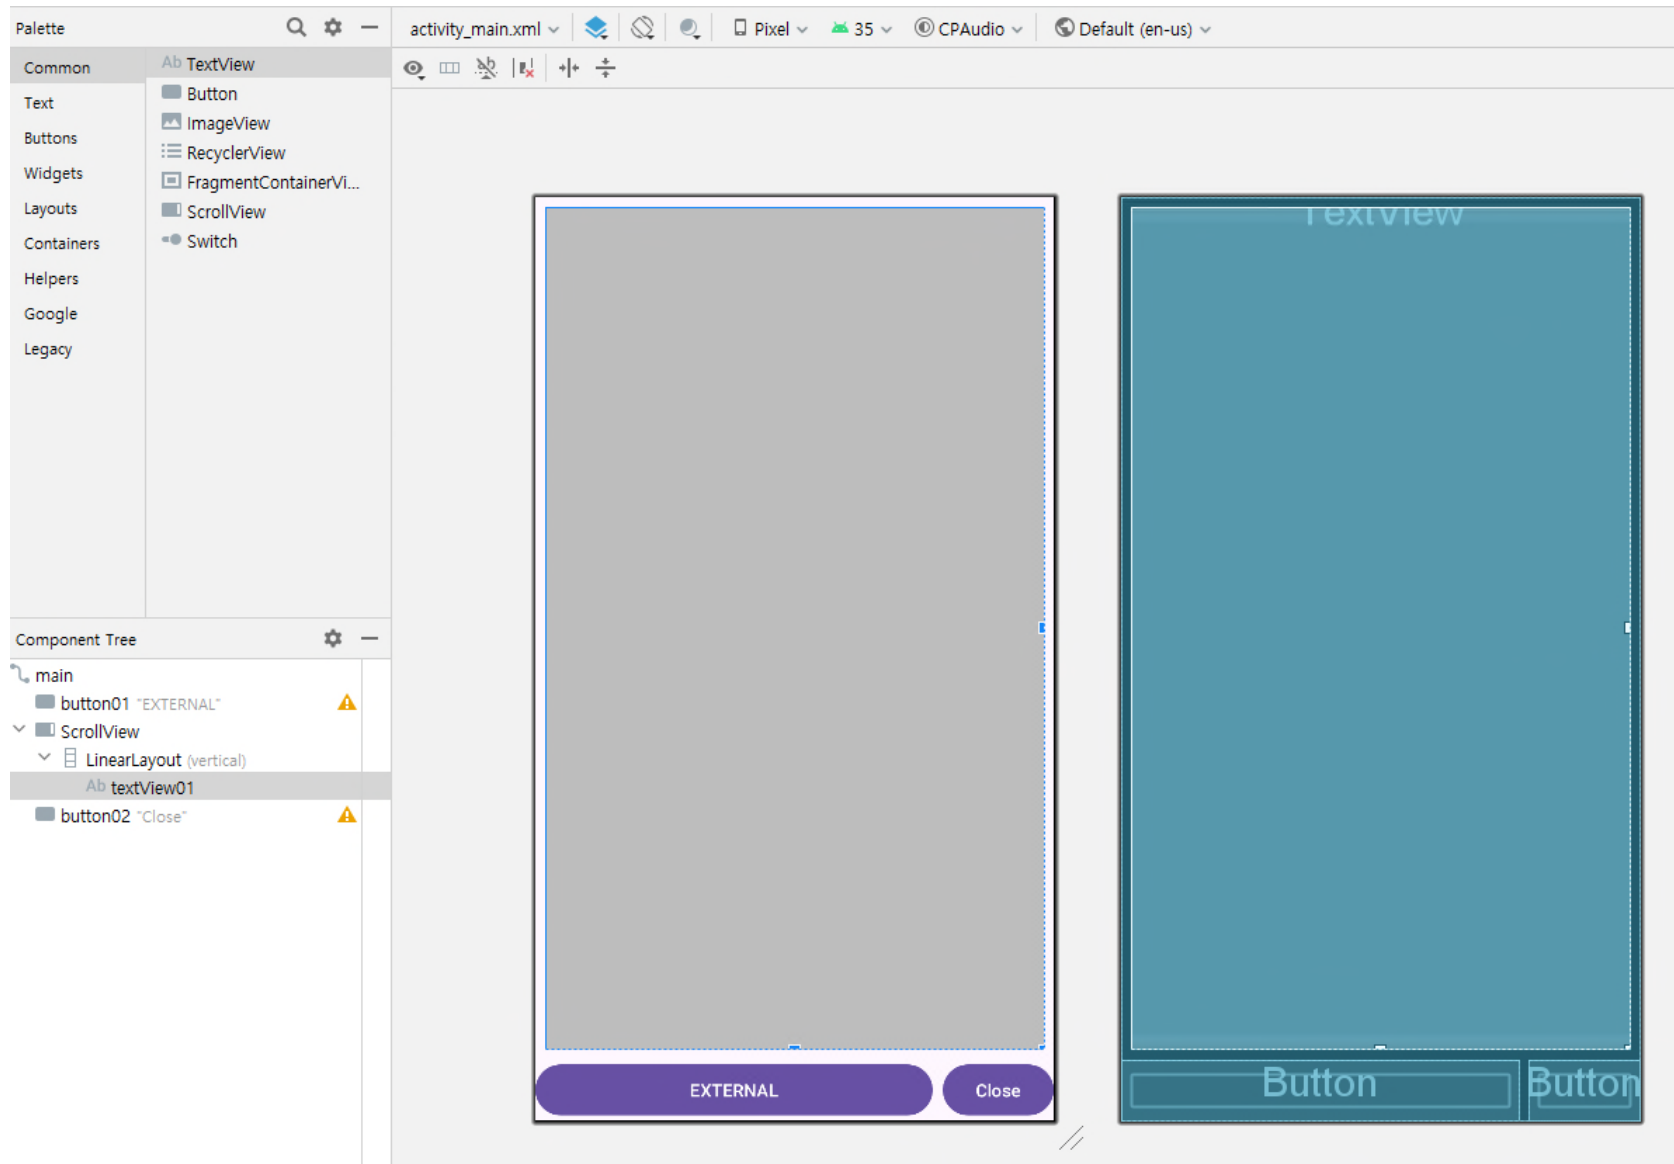 Palette
activity_main.xml
Pixel
35
CPAudio
Default (en-us)
Common
Text
Buttons
Widgets
Layouts
Containers
Helpers
Google
Legacy
Ab TextView
Button
ImageView
RecyclerView
FragmentContainerVi...
ScrollView
Switch
Component Tree
main
button01 "EXTERNAL"
ScrollView
LinearLayout (vertical)
Ab textView01
button02 "Close"
EXTERNAL
Close
TextView
Button
Button